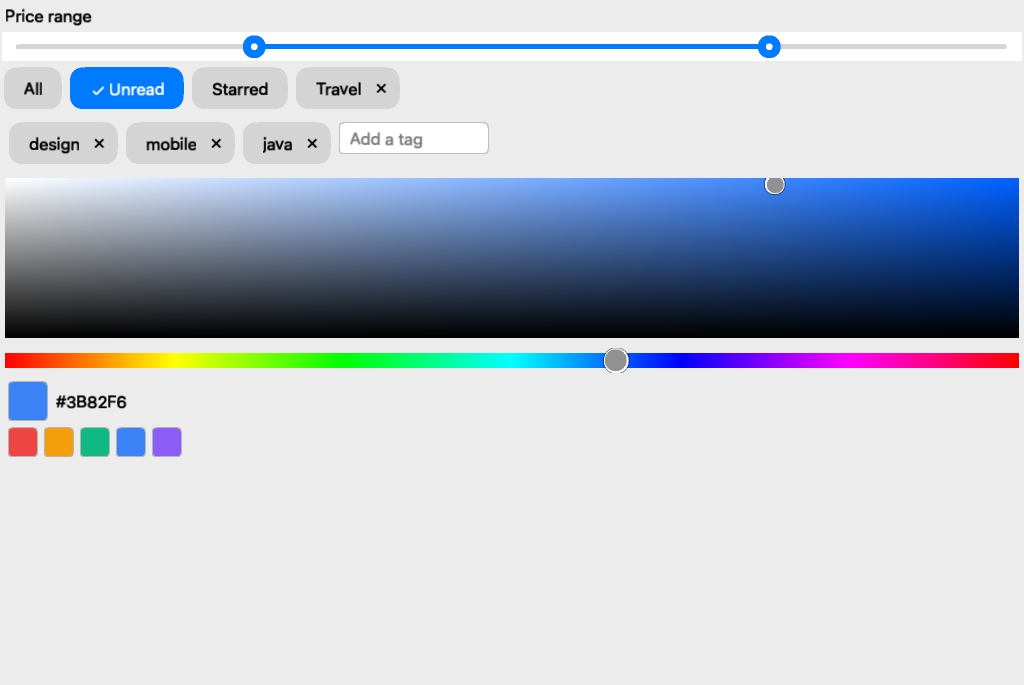 Price range
All ✓ Unread Starred Travel ✕
design ✕ mobile ✕ java ✕ Add a tag
#3B82F6